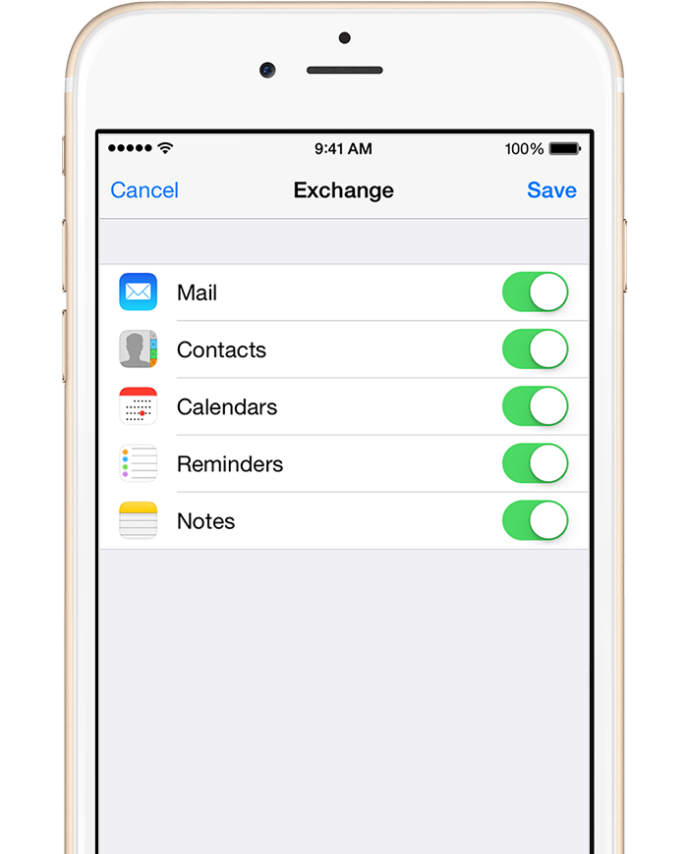 9:41 AM 100%
Cancel Exchange Save
Mail
Contacts
Calendars
Reminders
Notes